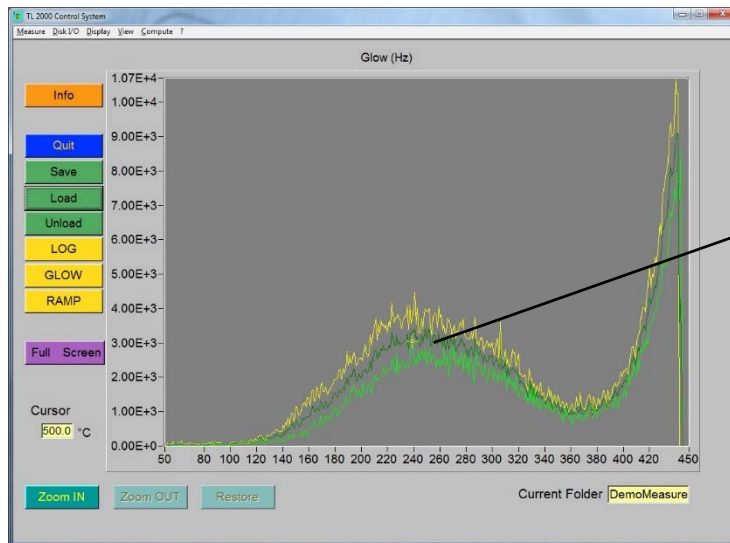 TL 2000 Control System
Measure Disk I/O Display View Compute ?
Glow (Hz)
Info
Quit
Save
Load
Unload
LOG
GLOW
RAMP
Full Screen
Cursor
500.0 °C
1.07E+4
1.00E+4
9.00E+3
8.00E+3
7.00E+3
6.00E+3
5.00E+3
4.00E+3
3.00E+3
2.00E+3
1.00E+3
0.00E+0
50 80 100 120 140 160 180 200 220 240 260 280 300 320 340 360 380 400 420 450
Zoom IN Zoom OUT Restore Current Folder DemoMeasure